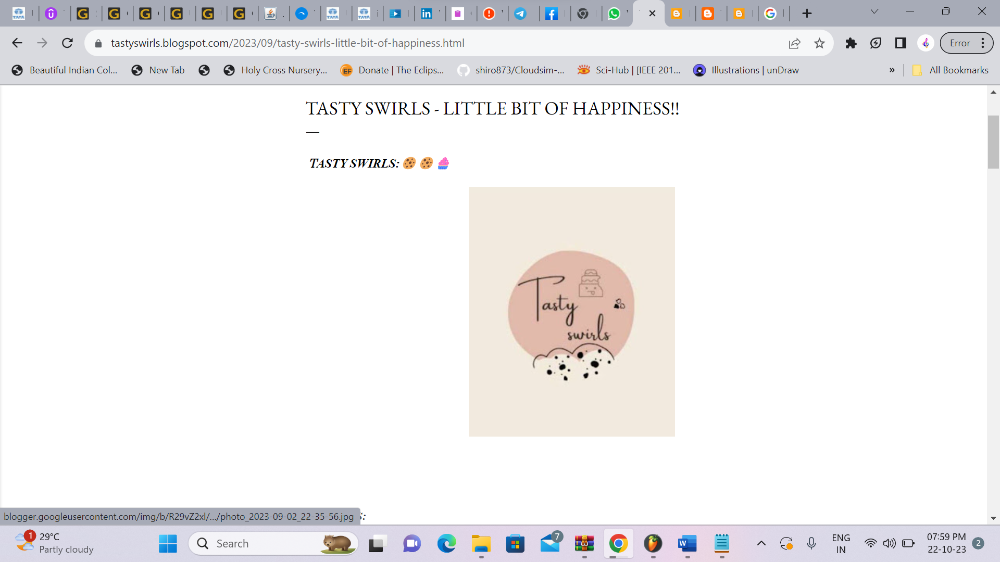 tastyswirls.blogspot.com/2023/09/tasty-swirls-little-bit-of-happiness.html
Error
Beautiful Indian Col...
New Tab
Holy Cross Nursery...
Donate | The Eclips...
shiro873/Cloudsim-...
Sci-Hub | [IEEE 201...
Illustrations | unDraw
»
All Bookmarks
TASTY SWIRLS - LITTLE BIT OF HAPPINESS!!
TASTY SWIRLS: 🍪 🍪 🧁
Tasty
swirls
blogger.googleusercontent.com/img/b/R29vZ2xl/.../photo_2023-09-02_22-35-56.jpg
1
29°C
Partly cloudy
Search
7
ENG
IN
07:59 PM
22-10-23
2